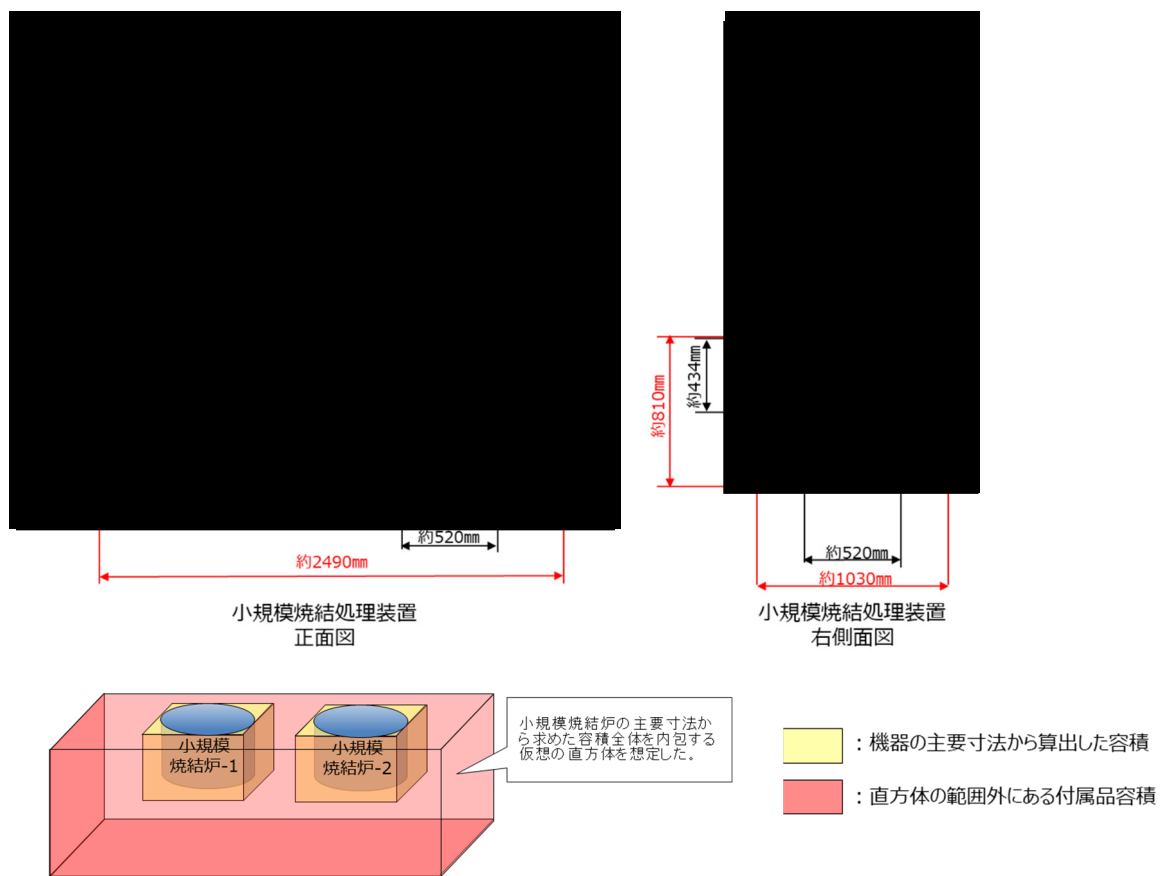 約434㎜
約810㎜
約520㎜
約2490㎜
約520㎜
約1030㎜
小規模焼結処理装置
正面図
小規模焼結処理装置
右側面図
小規模
焼結炉-1
小規模
焼結炉-2
小規模焼結炉の主要寸法か
ら求めた容積全体を内包する
仮想の直方体を想定した。
：機器の主要寸法から算出した容積
：直方体の範囲外にある付属品容積